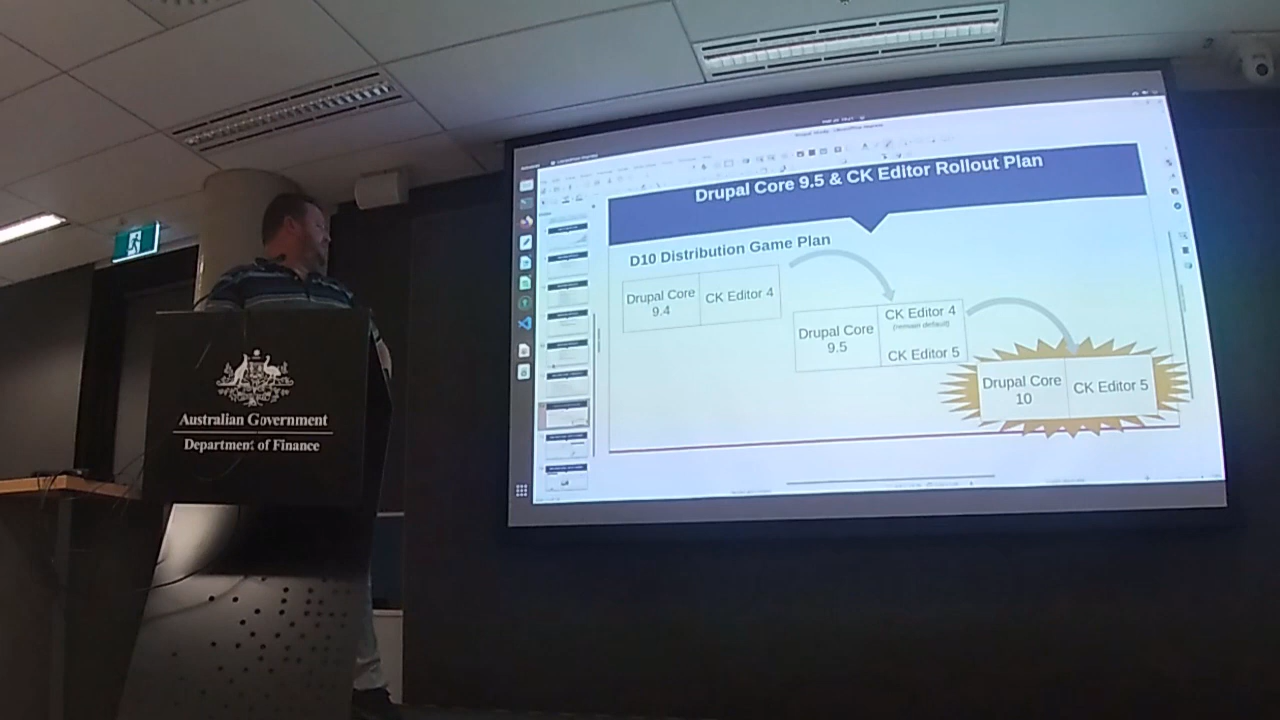 Drupal Core 9.5 & CK Editor Rollout Plan
D10 Distribution Game Plan
Drupal Core
9.4
CK Editor 4
Drupal Core
9.5
CK Editor 4
(remain default)
CK Editor 5
Drupal Core
10
CK Editor 5
Australian Government
Department of Finance